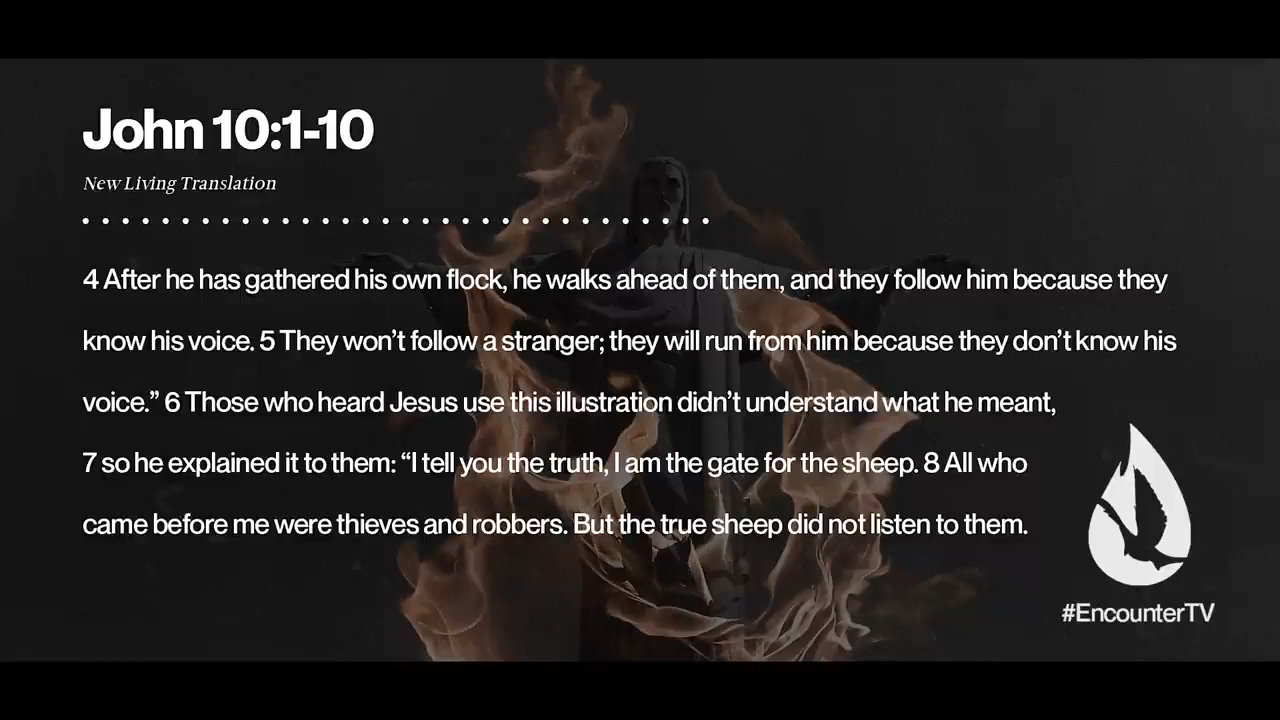 John 10:1-10
New Living Translation
4 After he has gathered his own flock, he walks ahead of them, and they follow him because they
know his voice. 5 They won’t follow a stranger; they will run from him because they don’t know his
voice.” 6 Those who heard Jesus use this illustration didn’t understand what he meant,
7 so he explained it to them: “I tell you the truth, I am the gate for the sheep. 8 All who
came before me were thieves and robbers. But the true sheep did not listen to them.
#EncounterTV